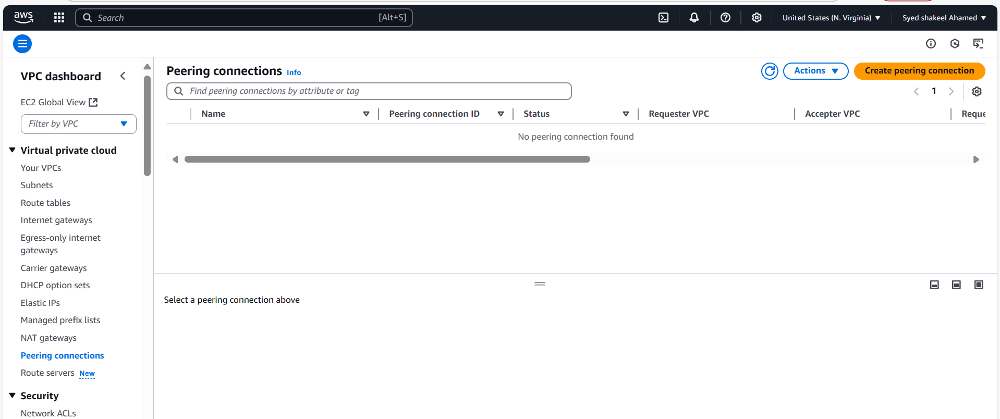 aws
Search [Alt+S]
United States (N. Virginia)
Syed shakeel Ahamed
VPC dashboard
EC2 Global View
Filter by VPC
Virtual private cloud
Your VPCs
Subnets
Route tables
Internet gateways
Egress-only internet
gateways
Carrier gateways
DHCP option sets
Elastic IPs
Managed prefix lists
NAT gateways
Peering connections
Route servers New
Security
Network ACLs
Peering connections Info
Actions
Create peering connection
Find peering connections by attribute or tag
1
Name Peering connection ID Status Requester VPC Accepter VPC Reque
No peering connection found
Select a peering connection above